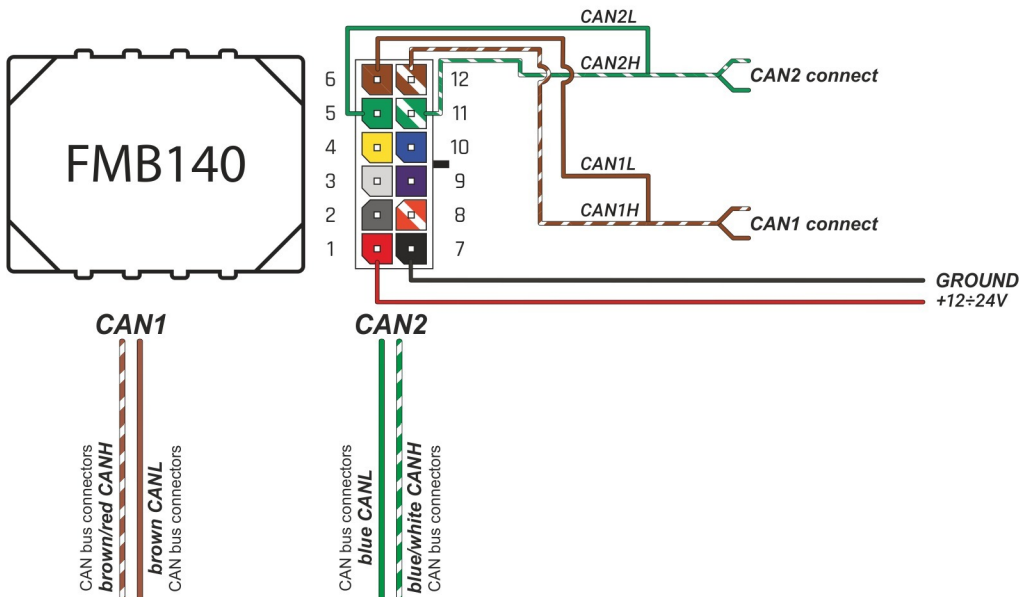 CAN2L
CAN2H
CAN2 connect
6
12
5
11
4
10
3
9
2
8
1
7
FMB140
CAN1L
CAN1H
CAN1 connect
GROUND
+12÷24V
CAN1
CAN2
CAN bus connectors
brown/red CANH
brown CANL
CAN bus connectors
CAN bus connectors
blue CANL
blue/white CANH
CAN bus connectors